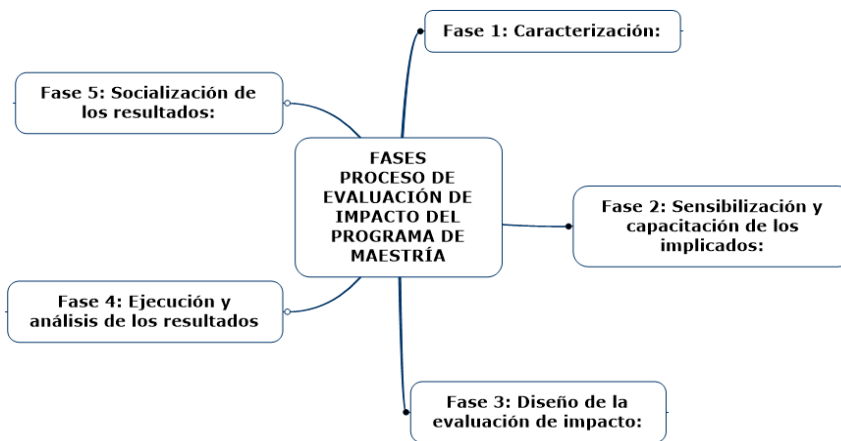 FASES
PROCESO DE
EVALUACIÓN DE
IMPACTO DEL
PROGRAMA DE
MAESTRÍA
Fase 1: Caracterización:
Fase 2: Sensibilización y
capacitación de los
implicados:
Fase 3: Diseño de la
evaluación de impacto:
Fase 4: Ejecución y
análisis de los resultados
Fase 5: Socialización de
los resultados: